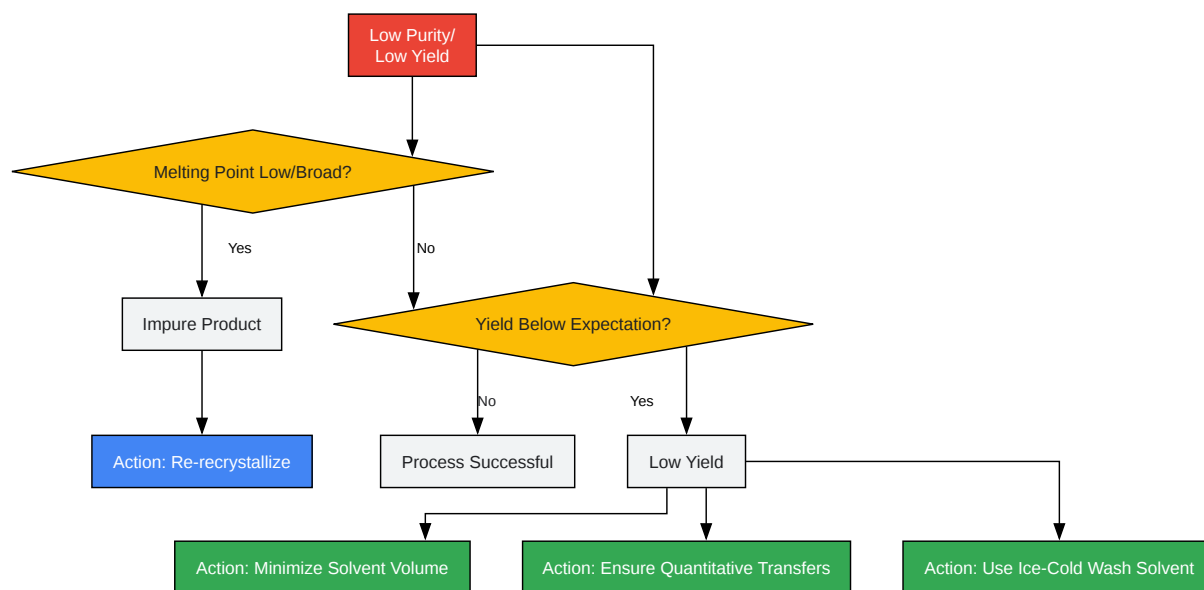 Low Purity/
Low Yield
Melting Point Low/Broad?
Yes
No
Impure Product
Yield Below Expectation?
No
Yes
Action: Re-recrystallize
Process Successful
Low Yield
Action: Minimize Solvent Volume
Action: Ensure Quantitative Transfers
Action: Use Ice-Cold Wash Solvent